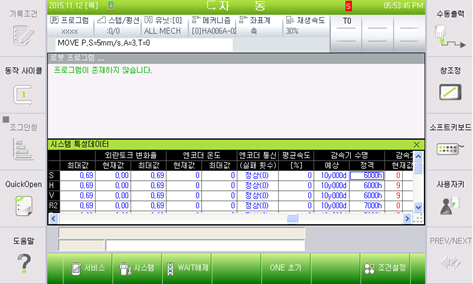 기록조건
2015,11,12 [목]
자 동
S
05:53:45 PM
수동출력
프로그램
xxxx
스텝/펑션
:0/0
유닛:[0]
ALL MECH
메커니즘
[0]HA006A-02
좌표계
축
재생속도
30%
T0
MOVE P,S=5mm/s,A=3,T=0
로봇 프로그램 ...
프로그램이 존재하지 않습니다.
동작 사이클
창조정
조그인칭
소프트키보드
시스템 특성데이터
외란토크 변화율
엔코더 온도
엔코더 통신
평균속도
감속기 수명
감속기
최대값
현재값
최대값
현재값
최대값
(실패 횟수)
[%]
예상
정격
현재값
S 0,69 0,00 0,69 0 0 정상(0) 0 10y000d 6000h 0
H 0,69 0,00 0,69 0 0 정상(0) 0 10y000d 6000h 9
V 0,69 0,00 0,69 0 0 정상(0) 0 10y000d 6000h 9
R2 0,69 0,00 0,69 0 0 정상(0) 0 10y000d 7000h 0
QuickOpen
사용자키
도움말
PREV/NEXT
서비스
시스템
WAIT해제
ONE 초기
조건설정